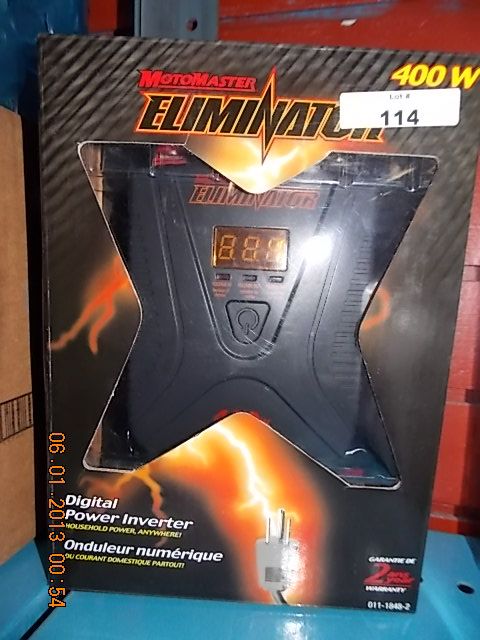 MOTOMASTER
400 W
Lot #
114
ELIMINATOR
ELIMINATOR
Digital
Power Inverter
HOUSEHOLD POWER, ANYWHERE!
Onduleur numérique
DU COURANT DOMESTIQUE PARTOUT!
GARANTIE DE
2
WARRANTY
011-1848-2
06.01.2013 00:54